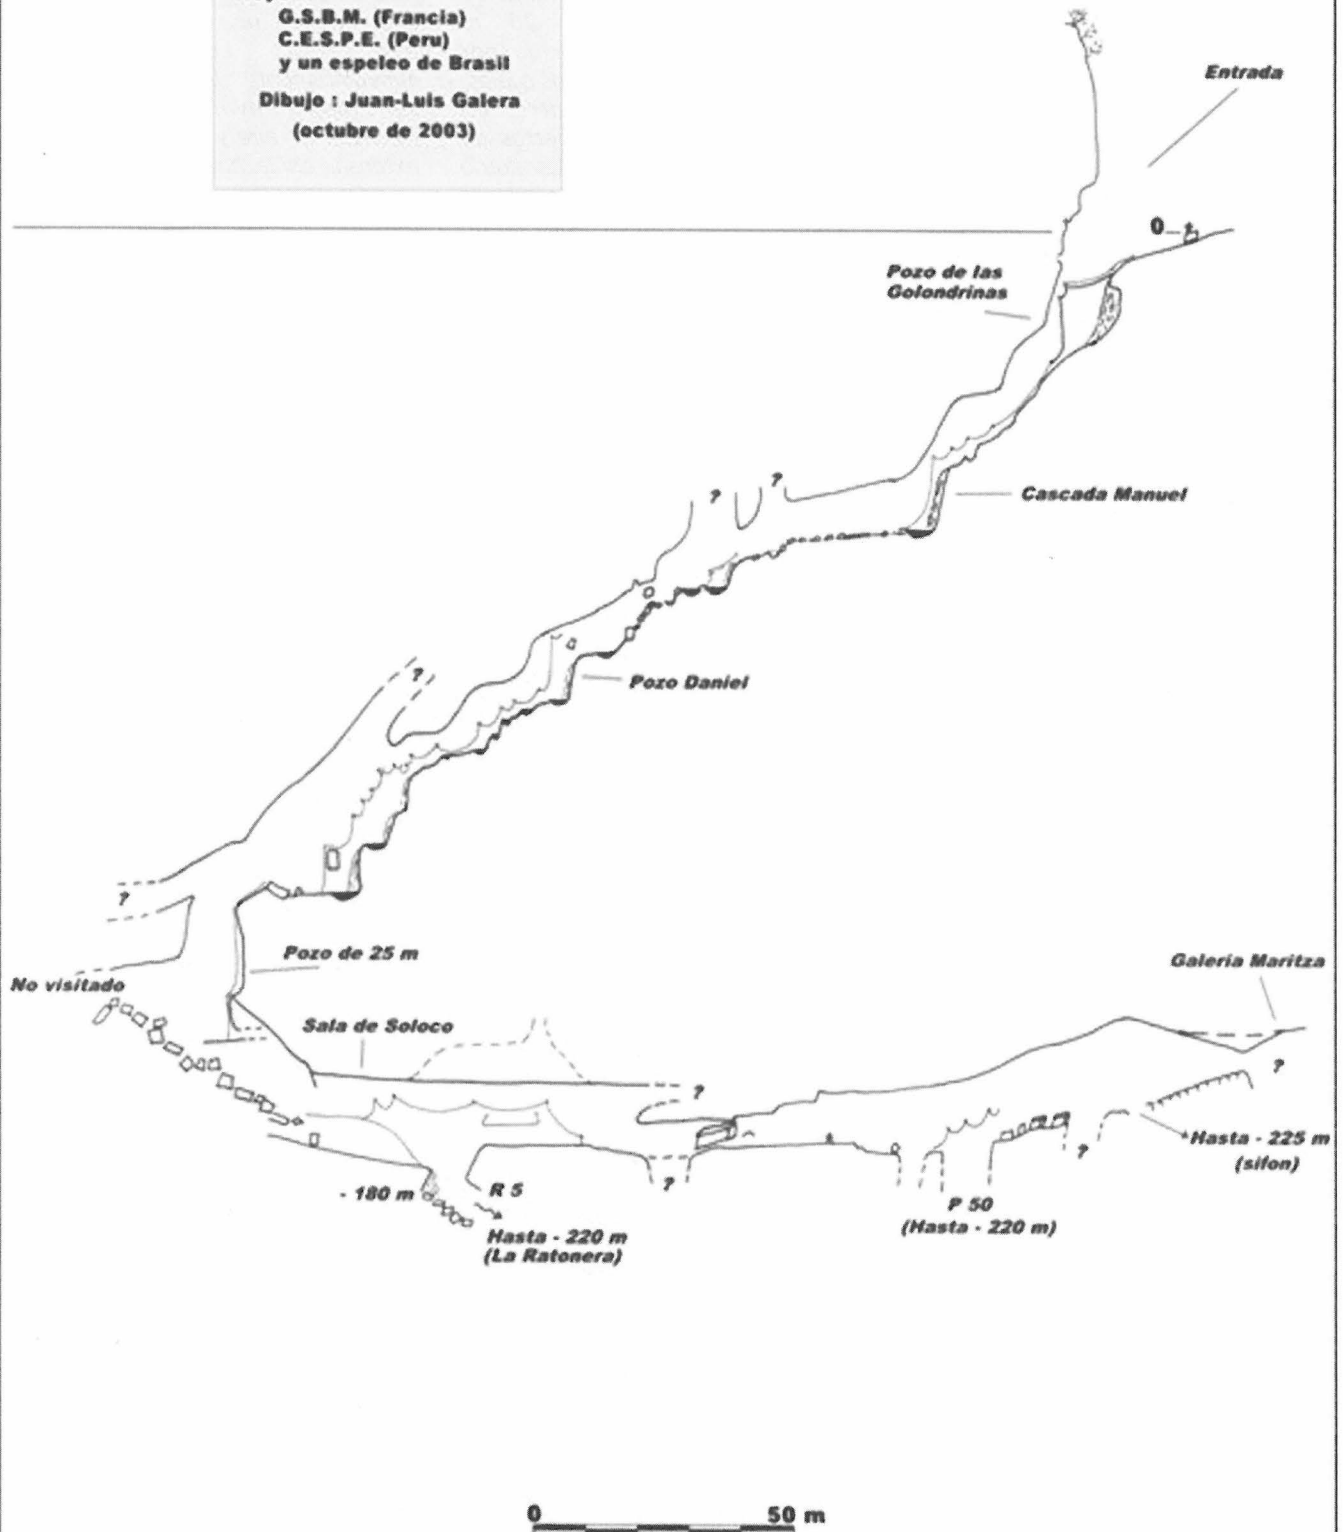 G.S.B.M. (Francia)
C.E.S.P.E. (Peru)
y un espeleo de Brasil
Dibujo : Juan-Luis Galera
(octubre de 2003)
Entrada
0
Pozo de las
Golondrinas
?
?
Cascada Manuel
?
Pozo Daniel
?
Pozo de 25 m
Galeria Maritza
No visitado
Sala de Soloco
?
?
Hasta - 225 m
(sifon)
?
?
- 180 m
R 5
P 50
(Hasta - 220 m)
Hasta - 220 m
(La Ratonera)
0 50 m